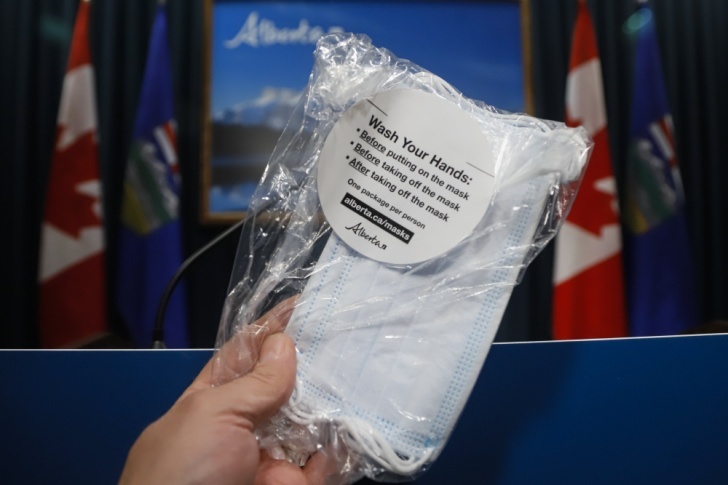 Alberta
Wash Your Hands:
• Before putting on the mask
• Before taking off the mask
• After taking off the mask
One package per person
alberta.ca/masks
Alberta